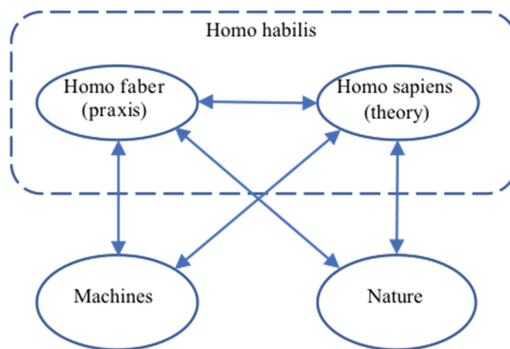 Homo habilis
Homo faber
(praxis)
Homo sapiens
(theory)
Machines
Nature